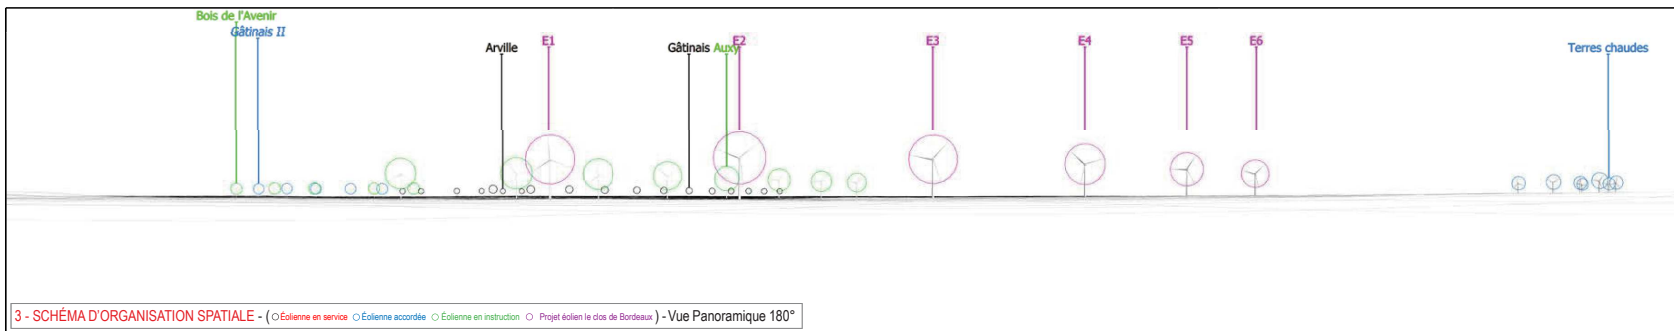 Bois de l'Avenir
Gâtinais II
Arville
E1
Gâtinais Auxy E2
E3
E4
E5
E6
Terres chaudes
3 - SCHÉMA D'ORGANISATION SPATIALE - ( Éolienne en service Éolienne accordée Éolienne en instruction Projet éolien le clos de Bordeaux ) - Vue Panoramique 180°